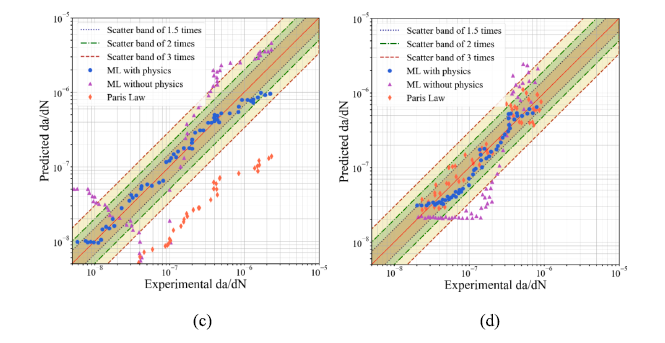 10⁻⁵
Scatter band of 1.5 times
Scatter band of 2 times
Scatter band of 3 times
ML with physics
ML without physics
Paris Law
10⁻⁶
10⁻⁷
10⁻⁸
Predicted da/dN
10⁻⁸ 10⁻⁷ 10⁻⁶ 10⁻⁵
Experimental da/dN
(c)
10⁻⁵
Scatter band of 1.5 times
Scatter band of 2 times
Scatter band of 3 times
ML with physics
ML without physics
Paris Law
10⁻⁶
10⁻⁷
10⁻⁸
Predicted da/dN
10⁻⁸ 10⁻⁷ 10⁻⁶ 10⁻⁵
Experimental da/dN
(d)